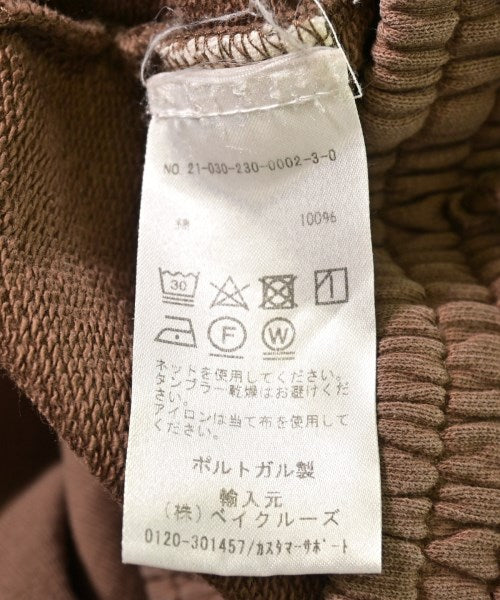 NO 21-030-230-0002-3-0
綿 100%
30
F W
ネットを使用してください。
タンブラー乾燥はお避けくだ
さい。
アイロンは当て布を使用して
ください。
ポルトガル製
輸入元
(株)ベイクルーズ
0120-301457/カスタマーサポート